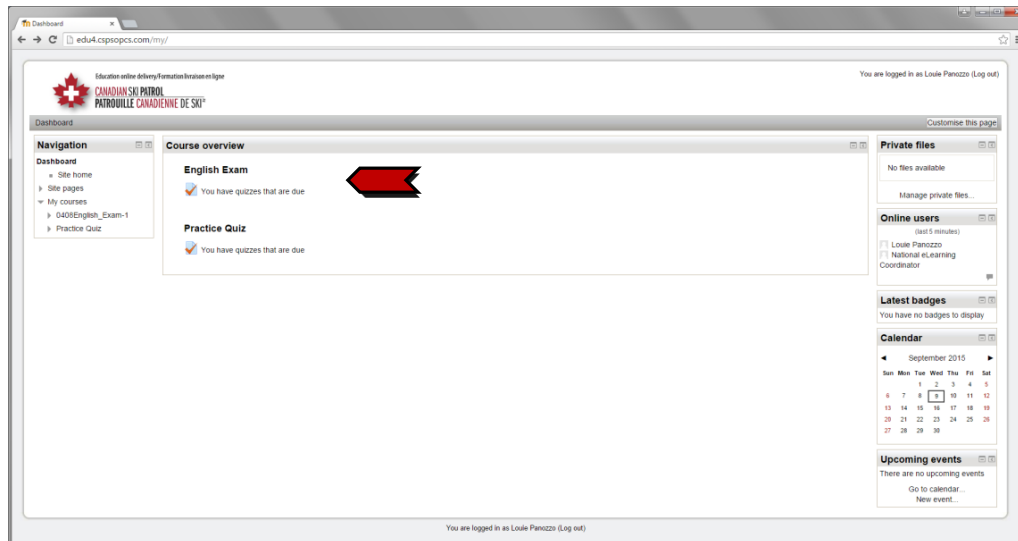 Dashboard
edu4.cspsopcs.com/my/
Education online delivery/Formation livraison en ligne
CANADIAN SKI PATROL
PATROUILLE CANADIENNE DE SKI
You are logged in as Louie Panozzo (Log out)
Dashboard
Customise this page
Navigation
Dashboard
Site home
Site pages
My courses
0408English_Exam-1
Practice Quiz
Course overview
English Exam
You have quizzes that are due
Practice Quiz
You have quizzes that are due
Private files
No files available
Manage private files...
Online users
(last 5 minutes)
Louie Panozzo
National eLearning
Coordinator
Latest badges
You have no badges to display
Calendar
◄ September 2015 ►
Sun Mon Tue Wed Thu Fri Sat
1 2 3 4 5
6 7 8 9 10 11 12
13 14 15 16 17 18 19
20 21 22 23 24 25 26
27 28 29 30
Upcoming events
There are no upcoming events
Go to calendar...
New event...
You are logged in as Louie Panozzo (Log out)